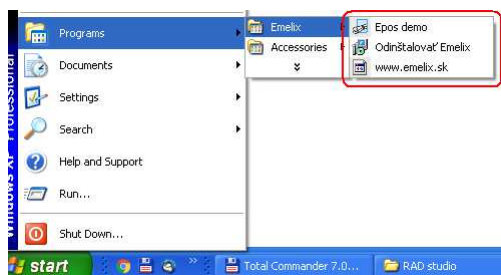 Programs
Documents
Settings
Search
Help and Support
Run...
Shut Down...
Emelix
Accessories
Epos demo
Odinštalovať Emelix
www.emelix.sk
Windows XP Professional
start
Total Commander 7.0...
RAD studio